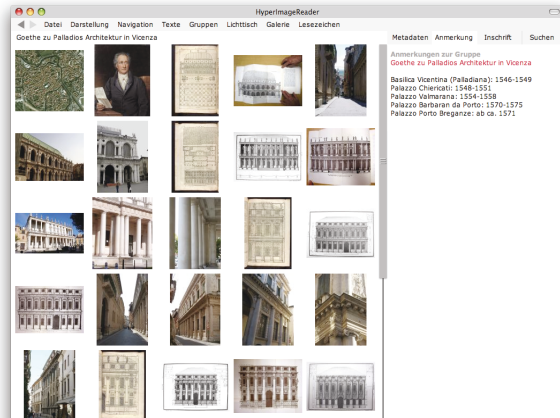 HyperImageReader
Datei Darstellung Navigation Texte Gruppen Lichttisch Galerie Lesezeichen
Goethe zu Palladios Architektur in Vicenza
Metadaten Anmerkung Inschrift Suchen
Anmerkungen zur Gruppe
Goethe zu Palladios Architektur in Vicenza
Basilica Vicentina (Palladiana): 1546-1549
Palazzo Chiericati: 1548-1551
Palazzo Valmarana: 1554-1558
Palazzo Barbaran da Porto: 1570-1575
Palazzo Porto Breganze: ab ca. 1571